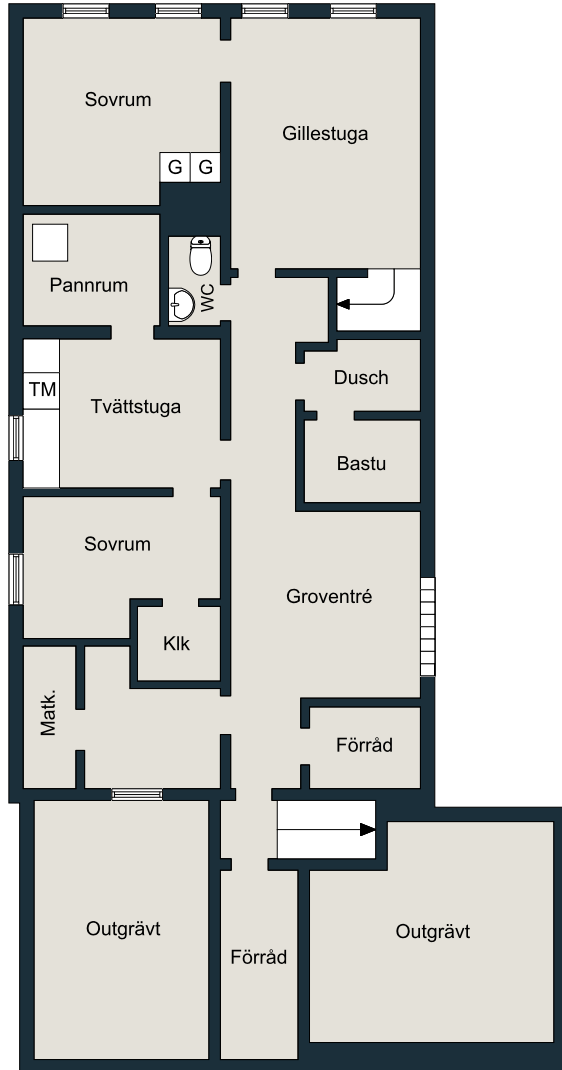 Sovrum
Gillestuga
G
G
Pannrum
WC
Dusch
TM
Tvättstuga
Bastu
Sovrum
Groventré
Klk
Matk.
Förråd
Outgrävt
Outgrävt
Förråd